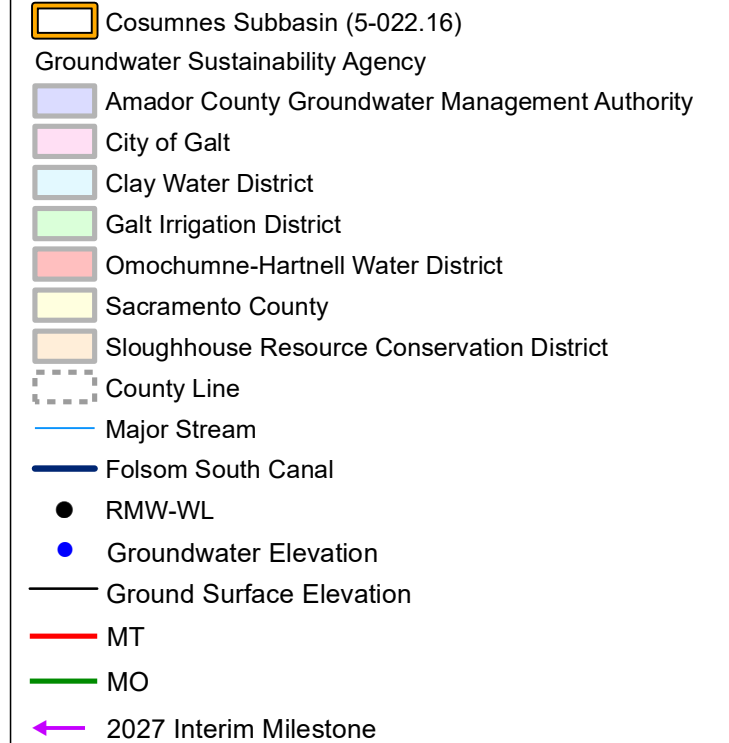 Cosumnes Subbasin (5-022.16)
Groundwater Sustainability Agency
Amador County Groundwater Management Authority
City of Galt
Clay Water District
Galt Irrigation District
Omochumne-Hartnell Water District
Sacramento County
Sloughhouse Resource Conservation District
County Line
Major Stream
Folsom South Canal
RMW-WL
Groundwater Elevation
Ground Surface Elevation
MT
MO
2027 Interim Milestone